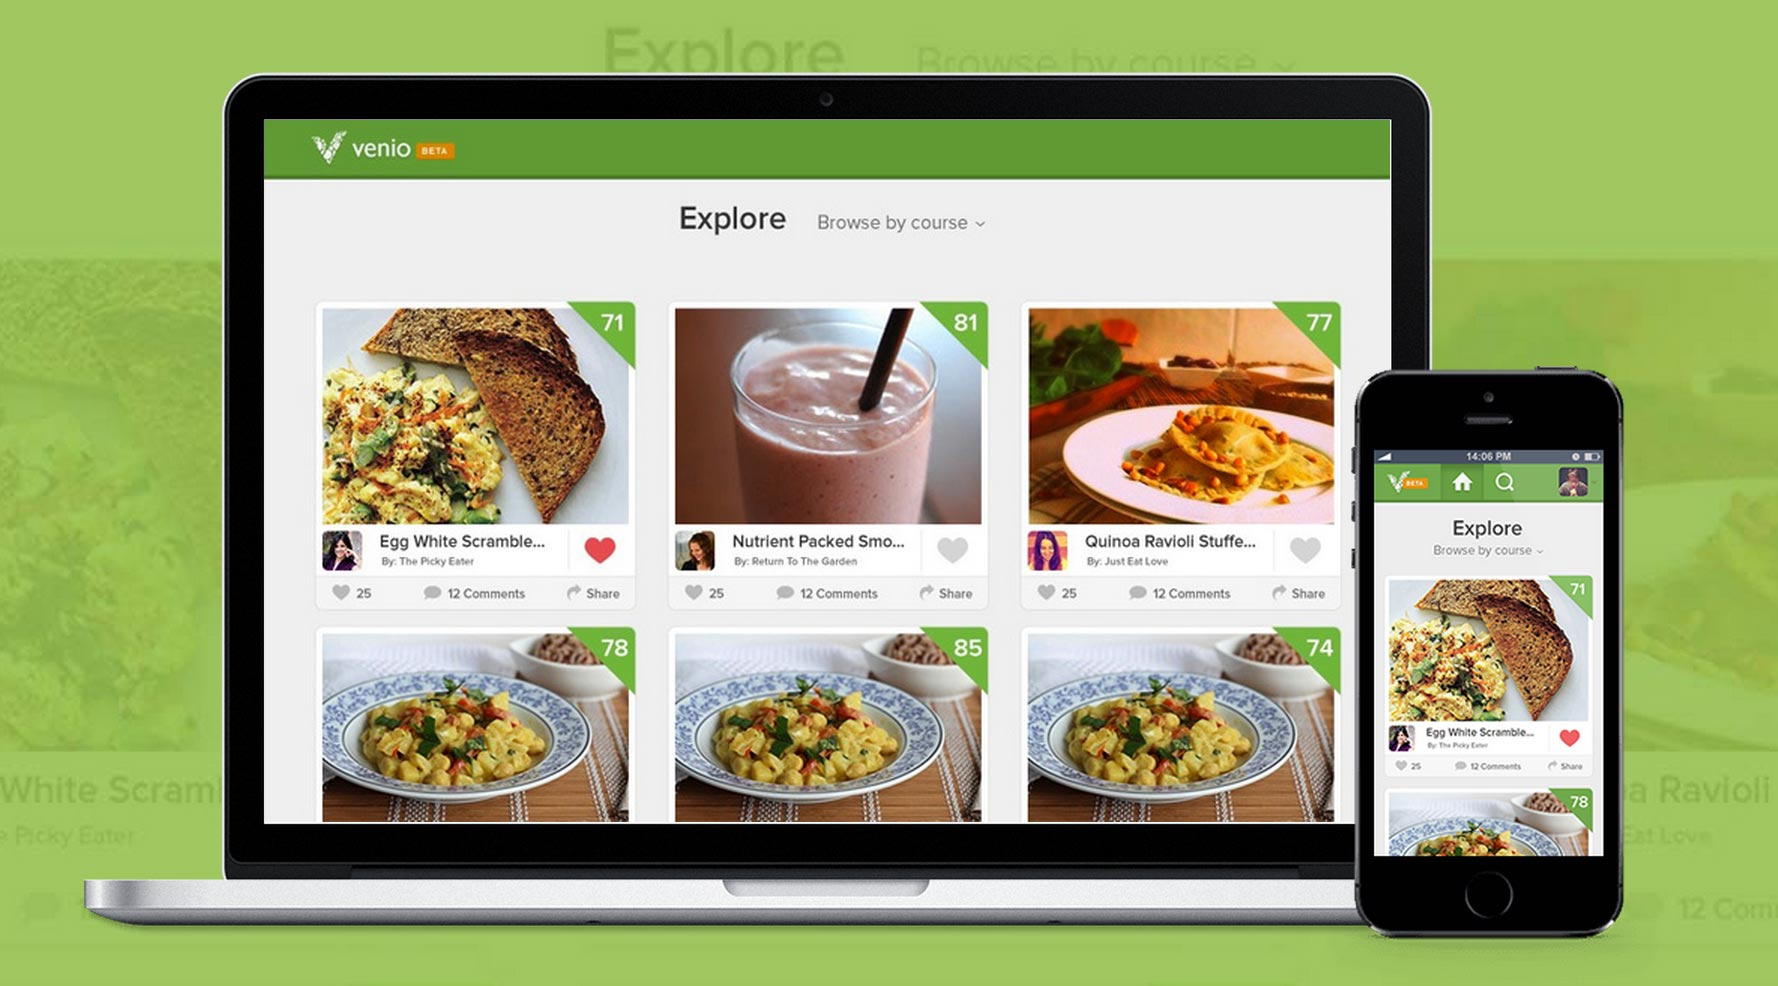 Explore Browse by course
venio BETA
Explore Browse by course
71
81
77
Egg White Scramble...
By: The Picky Eater
25 12 Comments Share
Nutrient Packed Smo...
By: Return To The Garden
25 12 Comments Share
Quinoa Ravioli Stuffe...
By: Just Eat Love
25 12 Comments Share
78
85
74
14:06 PM
BETA
Explore
Browse by course
71
Egg White Scramble...
By: The Picky Eater
25 12 Comments Share
78
White Scram
Picky Eater
Ravioli
Eat Love
12 Com